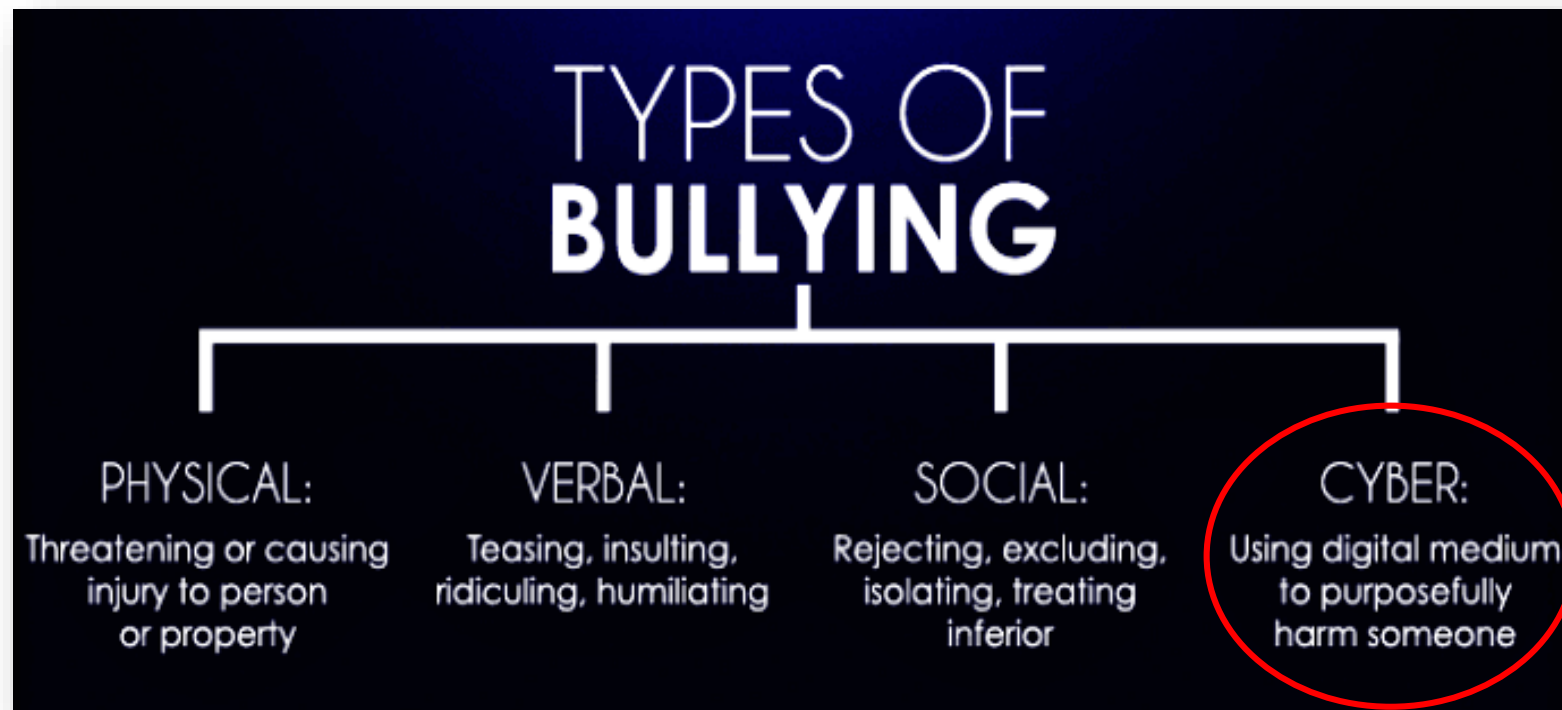 TYPES OF
BULLYING
PHYSICAL:
Threatening or causing
injury to person
or property
VERBAL:
Teasing, insulting,
ridiculing, humiliating
SOCIAL:
Rejecting, excluding,
isolating, treating
inferior
CYBER:
Using digital medium
to purposefully
harm someone